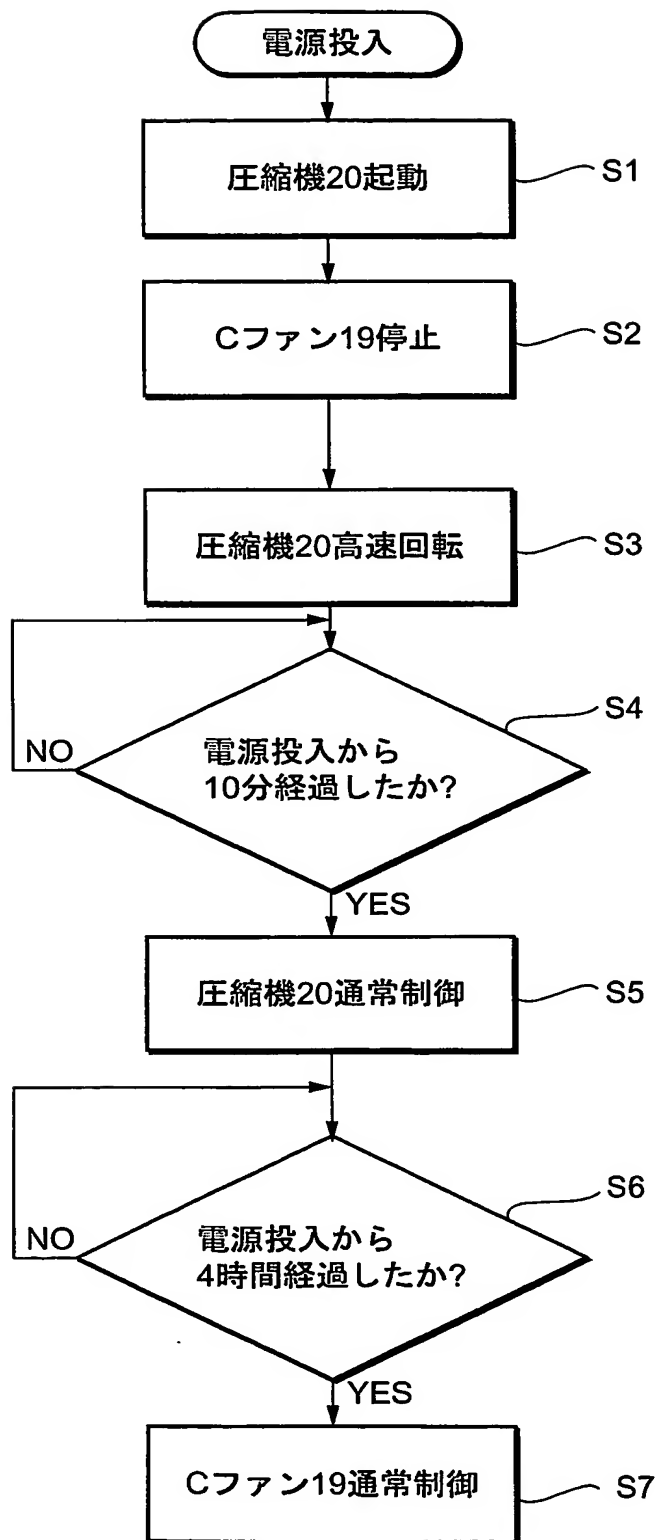 電源投入
圧縮機20起動
S1
Cファン19停止
S2
圧縮機20高速回転
S3
S4
電源投入から
10分経過したか?
NO
YES
圧縮機20通常制御
S5
S6
電源投入から
4時間経過したか?
NO
YES
Cファン19通常制御
S7